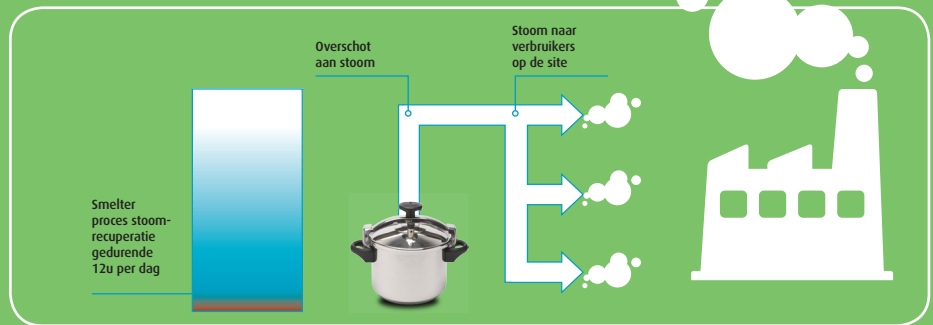 Overschot
aan stoom
Stoom naar
verbruikers
op de site
Smelter
proces stoom-
recuperatie
gedurende
12u per dag